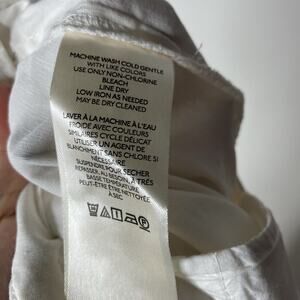 MACHINE WASH COLD GENTLE
WITH LIKE COLORS
USE ONLY NON-CHLORINE
BLEACH
LINE DRY
LOW IRON AS NEEDED
MAY BE DRY CLEANED
LAVER À LA MACHINE À L'EAU
FROIDE AVEC COULEURS
SIMILAIRES CYCLE DÉLICAT
UTILISER UN AGENT DE
BLANCHIMENT SANS CHLORE SI
NÉCESSAIRE
SUSPENDRE POUR SÉCHER
REPASSER, AU BESOIN, À TRÈS
BASSE TEMPÉRATURE
PEUT-ÊTRE ÊTRE NETTOYÉE
À SEC